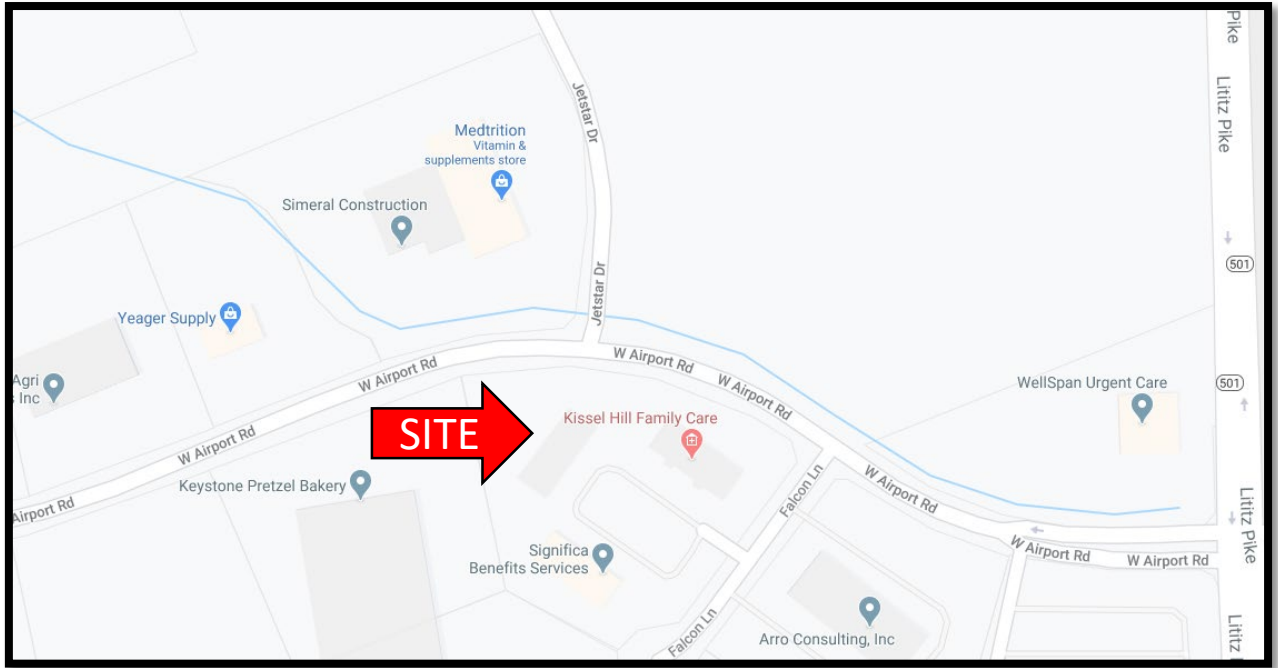 Pike
Lititz Pike
Jetstar Dr
Medtrition
Vitamin &
supplements store
Simeral Construction
501
Jetstar Dr
Yeager Supply
W Airport Rd
W Airport Rd
W Airport Rd
Agri
Inc
WellSpan Urgent Care
501
SITE
Kissel Hill Family Care
W Airport Rd
Keystone Pretzel Bakery
Falcon Ln
W Airport Rd
Airport Rd
Lititz Pike
Significa
Benefits Services
W Airport Rd
W Airport Rd
Falcon Ln
Arro Consulting, Inc
Lititz